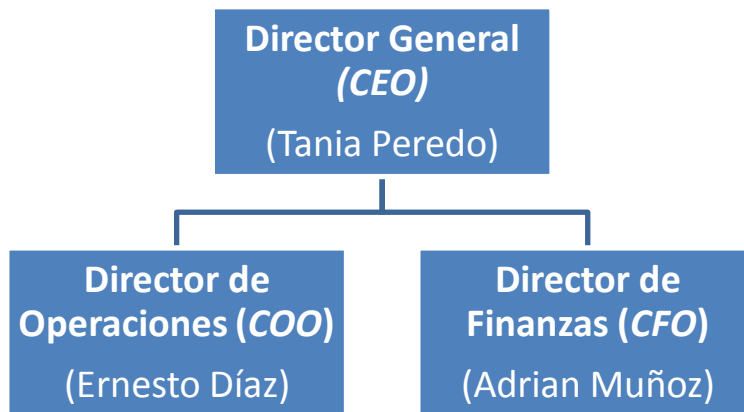 Director General
(CEO)
(Tania Peredo)
Director de
Operaciones (COO)
(Ernesto Díaz)
Director de
Finanzas (CFO)
(Adrian Muñoz)